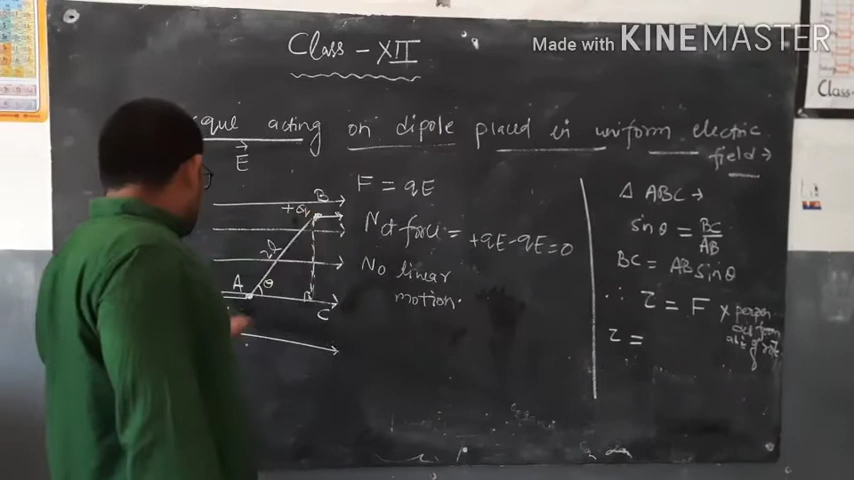 Made with KINEMASTER
Class - XII
que acting on dipole placed in uniform electric
field →
E
F = qE
B
+q
Net force = +qE-qE=0
A
θ
C
No linear
motion.
Δ ABC →
sin θ = BC/AB
BC = AB sin θ
∴ τ = F x perpen
τ =
Class